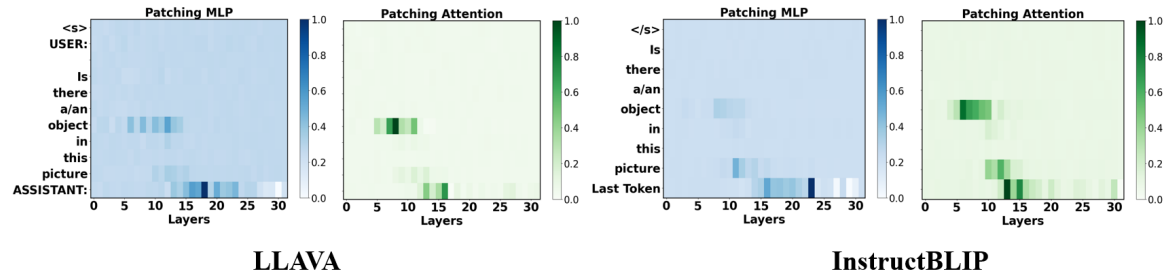 Patching MLP
<s>
USER:
Is
there
a/an
object
in
this
picture
ASSISTANT:
0 5 10 15 20 25 30
Layers
1.0
0.8
0.6
0.4
0.2
0.0
Patching Attention
0 5 10 15 20 25 30
Layers
1.0
0.8
0.6
0.4
0.2
0.0
LLAVA
Patching MLP
</s>
Is
there
a/an
object
in
this
picture
Last Token
0 5 10 15 20 25 30
Layers
1.0
0.8
0.6
0.4
0.2
0.0
Patching Attention
0 5 10 15 20 25 30
Layers
1.0
0.8
0.6
0.4
0.2
0.0
InstructBLIP